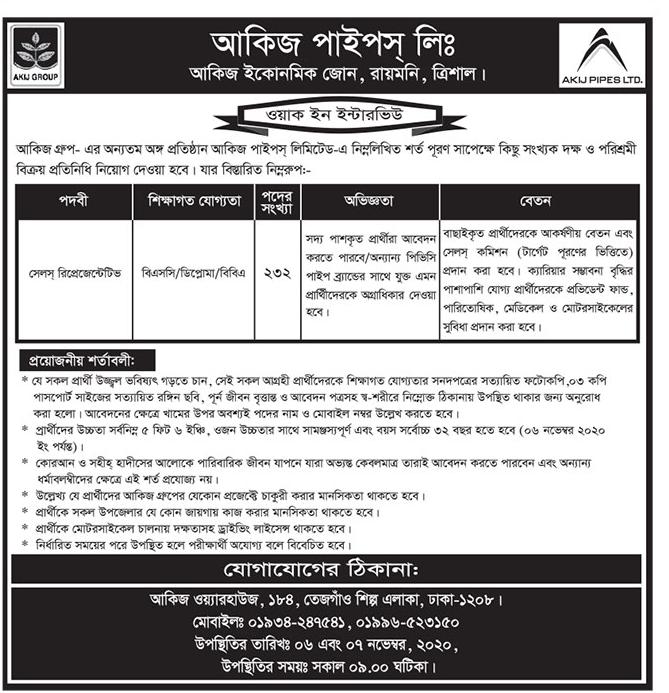 আকিজ পাইপস্ লিঃ
আকিজ ইকোনমিক জোন, রায়মনি, ত্রিশাল।
AKIJ GROUP
AKIJ PIPES LTD.
ওয়াক ইন ইন্টারভিউ
আকিজ গ্রুপ- এর অন্যতম অঙ্গ প্রতিষ্ঠান আকিজ পাইপস্ লিমিটেড-এ নিম্নলিখিত শর্ত পূরণ সাপেক্ষে কিছু সংখ্যক দক্ষ ও পরিশ্রমী
বিক্রয় প্রতিনিধি নিয়োগ দেওয়া হবে। যার বিস্তারিত নিম্নরুপ:-
পদবী
শিক্ষাগত যোগ্যতা
পদের
সংখ্যা
অভিজ্ঞতা
বেতন
সেলস্ রিপ্রেজেন্টেটিভ
বিএসসি/ডিপ্লোমা/বিবিএ
২৩২
সদ্য পাশকৃত প্রার্থীরা আবেদন
করতে পারবে/অন্যান্য পিভিসি
পাইপ ব্র্যান্ডের সাথে যুক্ত এমন
প্রার্থীদেরকে অগ্রাধিকার দেওয়া
হবে।
বাছাইকৃত প্রার্থীদেরকে আকর্ষণীয় বেতন এবং
সেলস্ কমিশন (টার্গেট পূরণের ভিত্তিতে)
প্রদান করা হবে। ক্যারিয়ার সম্ভাবনা বৃদ্ধির
পাশাপাশি যোগ্য প্রার্থীদেরকে প্রভিডেন্ট ফান্ড,
পারিতোষিক, মেডিকেল ও মোটরসাইকেলের
সুবিধা প্রদান করা হবে।
প্রয়োজনীয় শর্তাবলী:
* যে সকল প্রার্থী উজ্জ্বল ভবিষ্যৎ গড়তে চান, সেই সকল আগ্রহী প্রার্থীদেরকে শিক্ষাগত যোগ্যতার সনদপত্রের সত্যায়িত ফটোকপি,০৩ কপি
পাসপোর্ট সাইজের সত্যায়িত রঙ্গিন ছবি, পূর্ন জীবন বৃত্তান্ত ও আবেদন পত্রসহ স্ব-শরীরে নিম্নোক্ত ঠিকানায় উপস্থিত থাকার জন্য অনুরোধ
করা হলো। আবেদনের ক্ষেত্রে খামের উপর অবশ্যই পদের নাম ও মোবাইল নম্বর উল্লেখ করতে হবে।
* প্রার্থীদের উচ্চতা সর্বনিম্ন ৫ ফিট ৬ ইঞ্চি, ওজন উচ্চতার সাথে সামঞ্জস্যপূর্ণ এবং বয়স সর্বোচ্চ ৩২ বছর হতে হবে (০৬ নভেম্বর ২০২০
ইং পর্যন্ত)।
* কোরআন ও সহীহ্ হাদীসের আলোকে পারিবারিক জীবন যাপনে যারা অভ্যস্ত কেবলমাত্র তারাই আবেদন করতে পারবেন এবং অন্যান্য
ধর্মাবলম্বীদের ক্ষেত্রে এই শর্ত প্রযোজ্য নয়।
* উল্লেখ্য যে প্রার্থীদের আকিজ গ্রুপের যেকোন প্রজেক্টে চাকুরী করার মানসিকতা থাকতে হবে।
* প্রার্থীকে সকল উপজেলার যে কোন জায়গায় কাজ করার মানসিকতা থাকতে হবে।
* প্রার্থীকে মোটরসাইকেল চালনায় দক্ষতাসহ ড্রাইভিং লাইসেন্স থাকতে হবে।
* নির্ধারিত সময়ের পরে উপস্থিত হলে পরীক্ষার্থী অযোগ্য বলে বিবেচিত হবে।
যোগাযোগের ঠিকানা:
আকিজ ওয়্যারহাউজ, ১৮৪, তেজগাঁও শিল্প এলাকা, ঢাকা-১২০৮।
মোবাইলঃ ০১৯৩৪-২৪৭৫৪১, ০১৯৯৬-৫২৩১৫০
উপস্থিতির তারিখঃ ০৬ এবং ০৭ নভেম্বর, ২০২০,
উপস্থিতির সময়ঃ সকাল ০৯.০০ ঘটিকা।